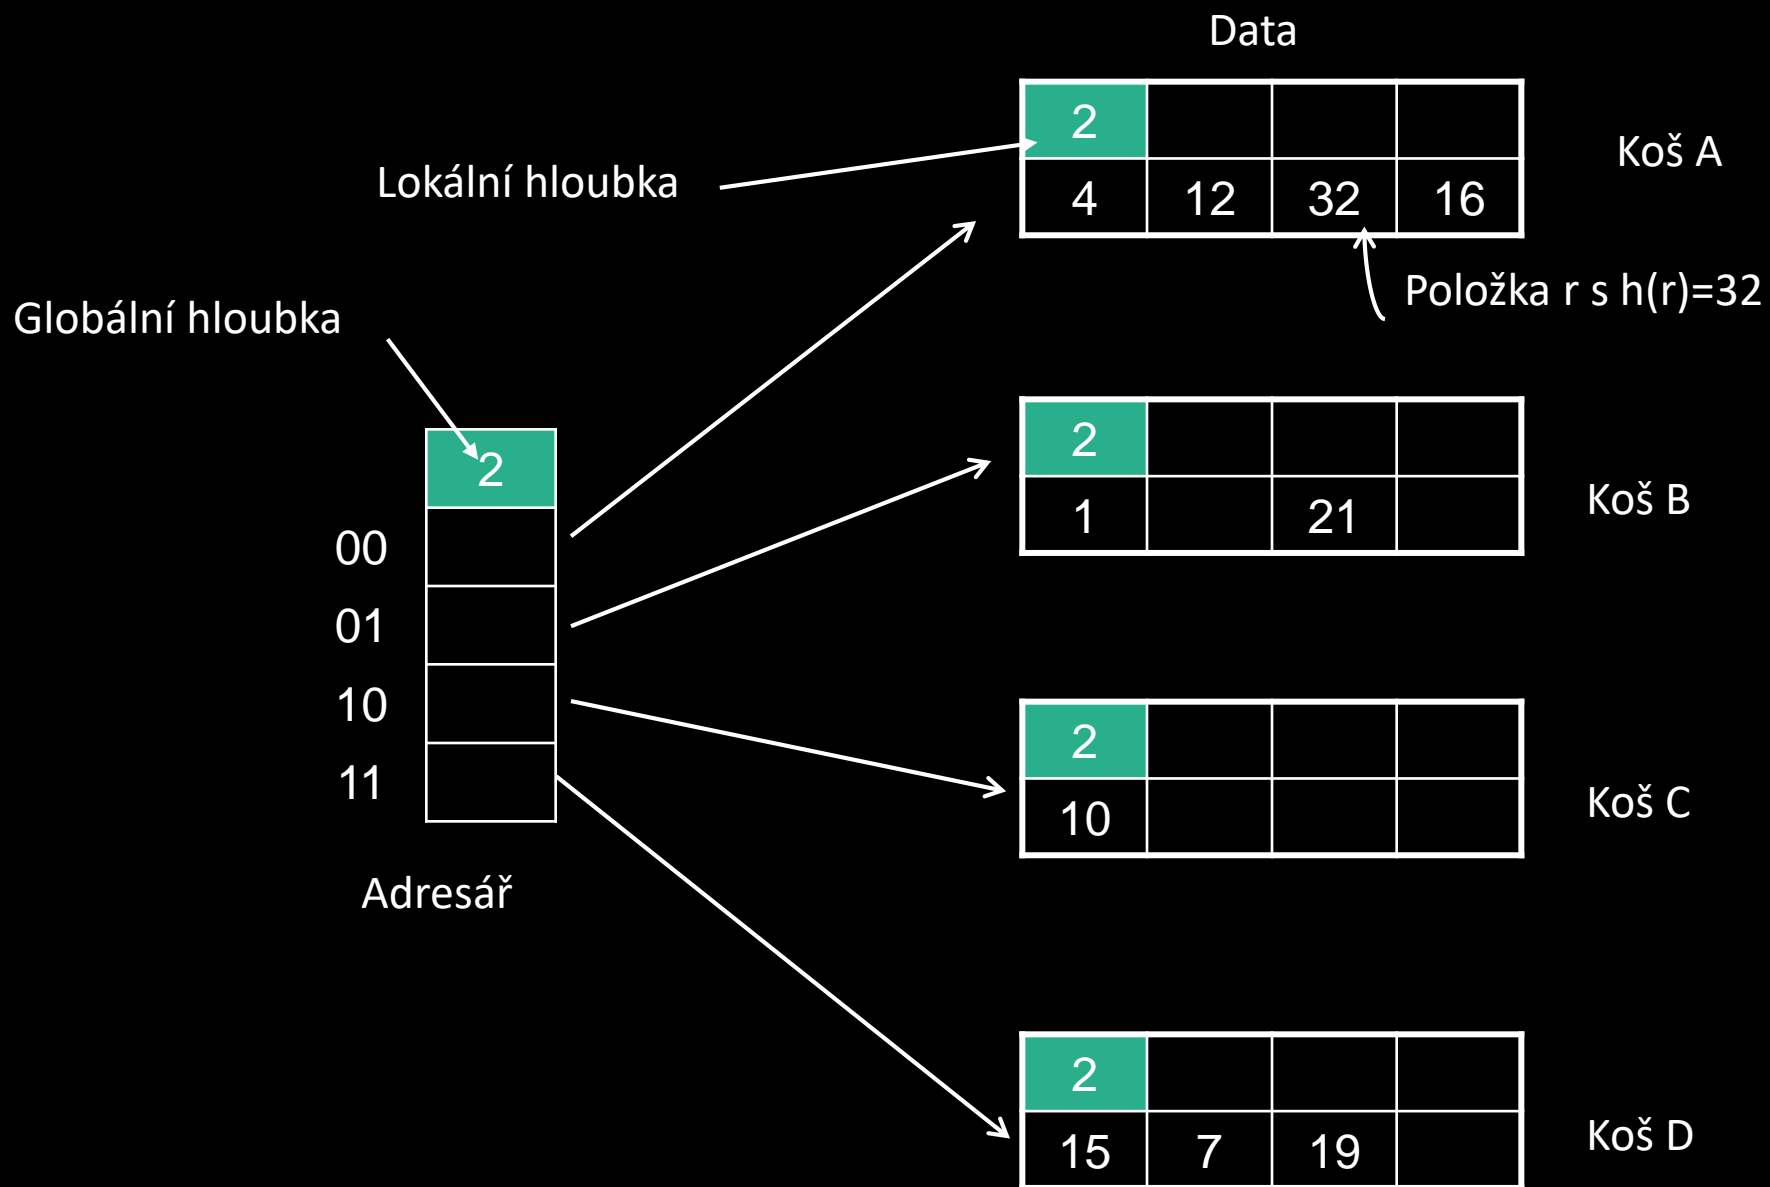 Data
2
Koš A
4 12 32 16
Lokální hloubka
Položka r s h(r)=32
Globální hloubka
2
00
01
10
11
Adresář
2
1 21
Koš B
2
10
Koš C
2
15 7 19
Koš D